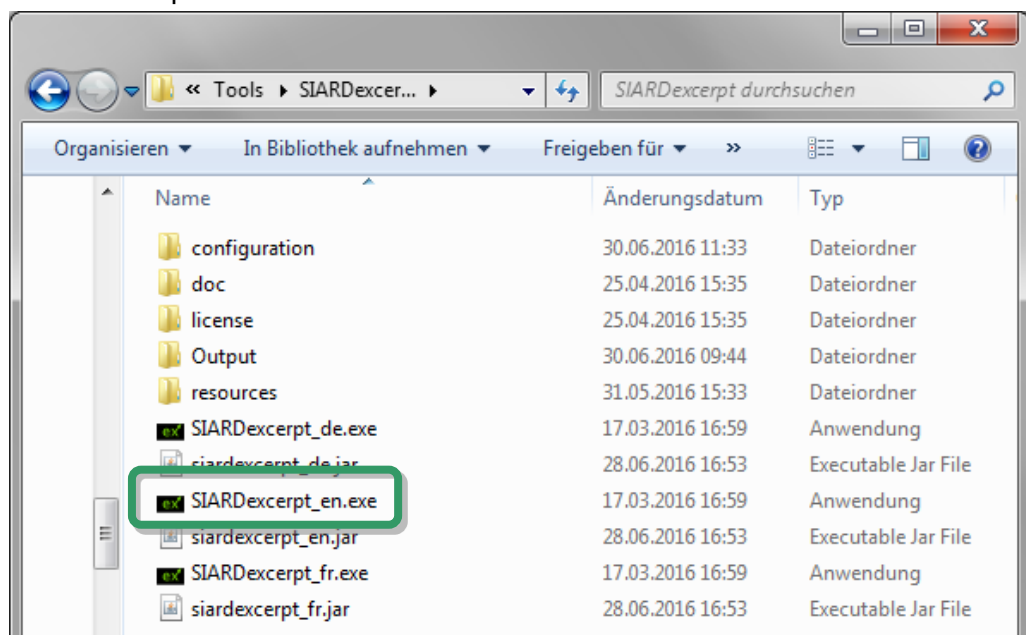 « Tools ▸ SIARDexcer... ▸ SIARDexcerpt durchsuchen
Organisieren In Bibliothek aufnehmen Freigeben für »
Name Änderungsdatum Typ
configuration 30.06.2016 11:33 Dateiordner
doc 25.04.2016 15:35 Dateiordner
license 25.04.2016 15:35 Dateiordner
Output 30.06.2016 09:44 Dateiordner
resources 31.05.2016 15:33 Dateiordner
SIARDexcerpt_de.exe 17.03.2016 16:59 Anwendung
siardexcerpt_de.jar 28.06.2016 16:53 Executable Jar File
SIARDexcerpt_en.exe 17.03.2016 16:59 Anwendung
siardexcerpt_en.jar 28.06.2016 16:53 Executable Jar File
SIARDexcerpt_fr.exe 17.03.2016 16:59 Anwendung
siardexcerpt_fr.jar 28.06.2016 16:53 Executable Jar File